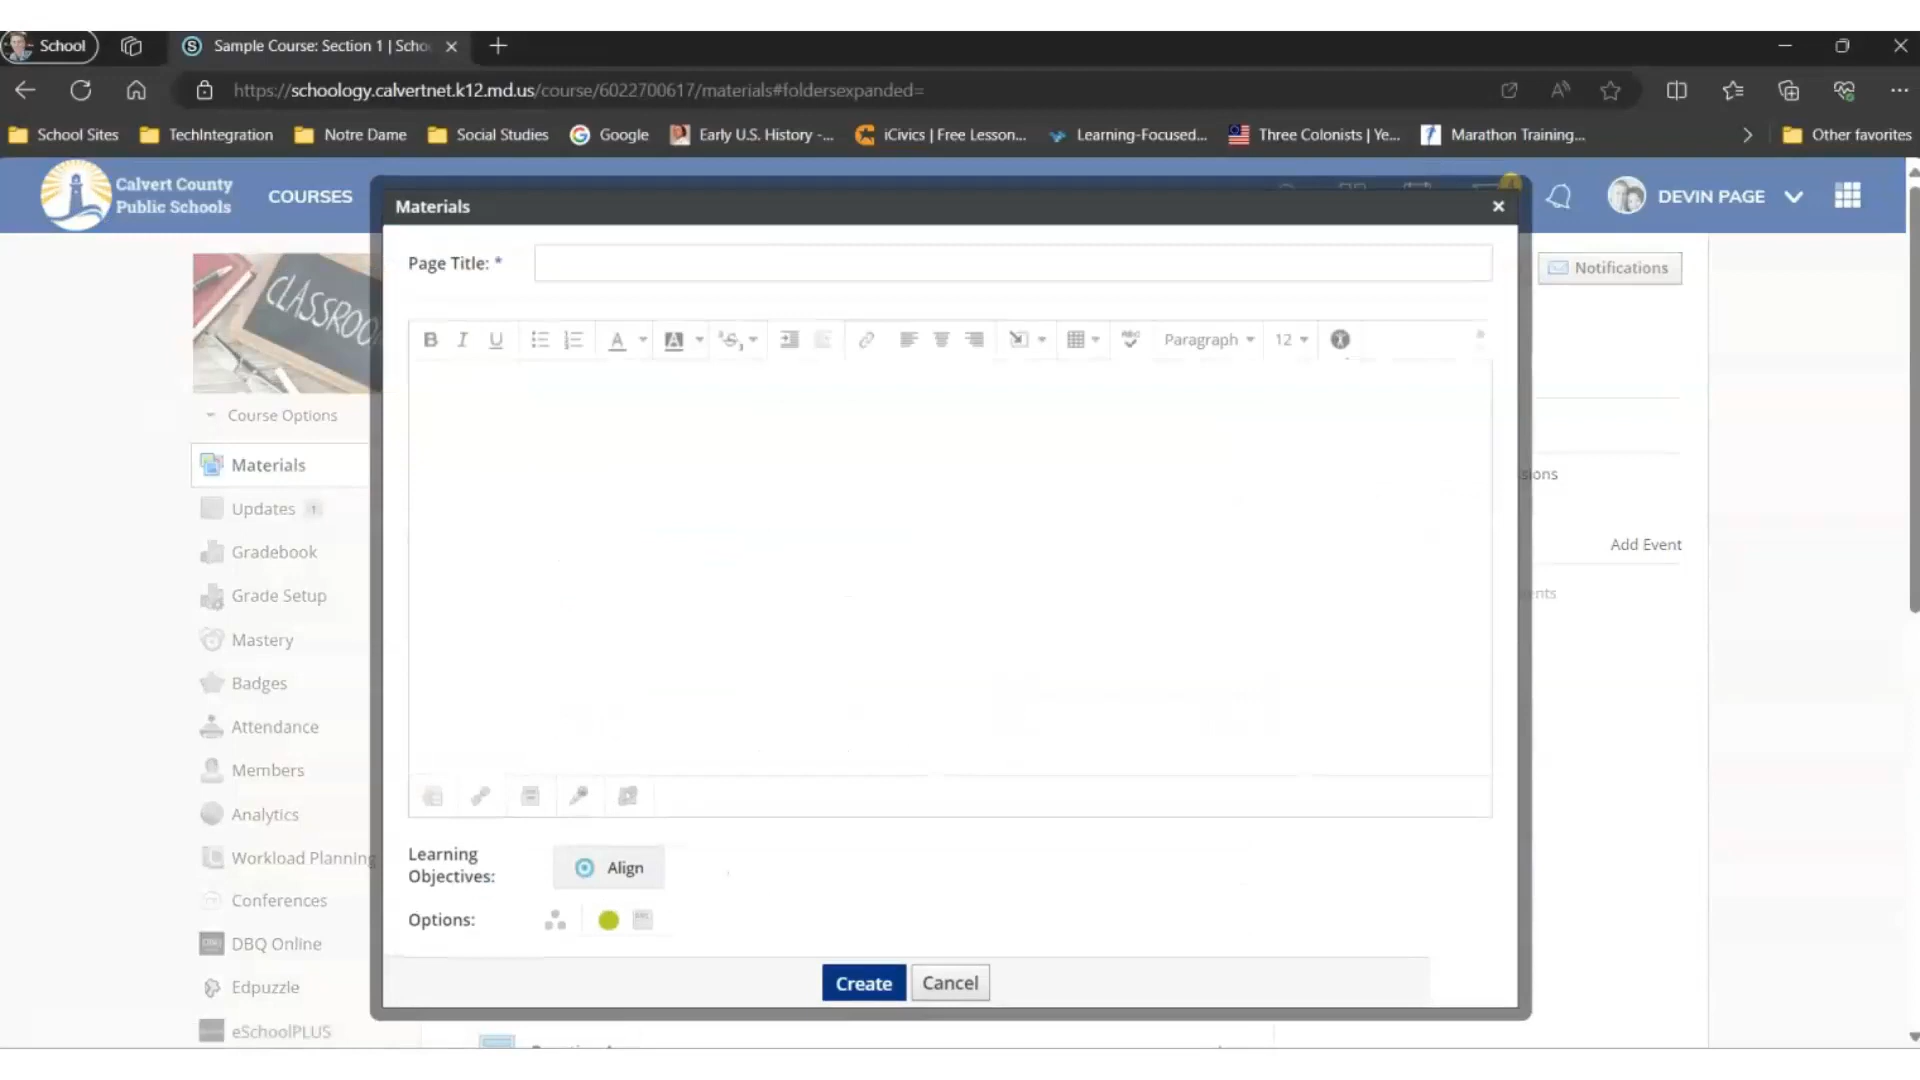 School
Sample Course: Section 1 | Scho
https://schoology.calvertnet.k12.md.us/course/6022700617/materials#foldersexpanded=
School Sites
TechIntegration
Notre Dame
Social Studies
Google
Early U.S. History -...
iCivics | Free Lesson...
Learning-Focused...
Three Colonists | Ye...
Marathon Training...
Other favorites
Calvert County
Public Schools
COURSES
Materials
DEVIN PAGE
Page Title: *
Notifications
CLASSROO
B I U
Paragraph
12
Course Options
Materials
sions
Updates 1
Add Event
Gradebook
ents
Grade Setup
Mastery
Badges
Attendance
Members
Analytics
Learning
Objectives:
Align
Workload Planning
Conferences
Options:
DBQ Online
Create
Cancel
Edpuzzle
eSchoolPLUS